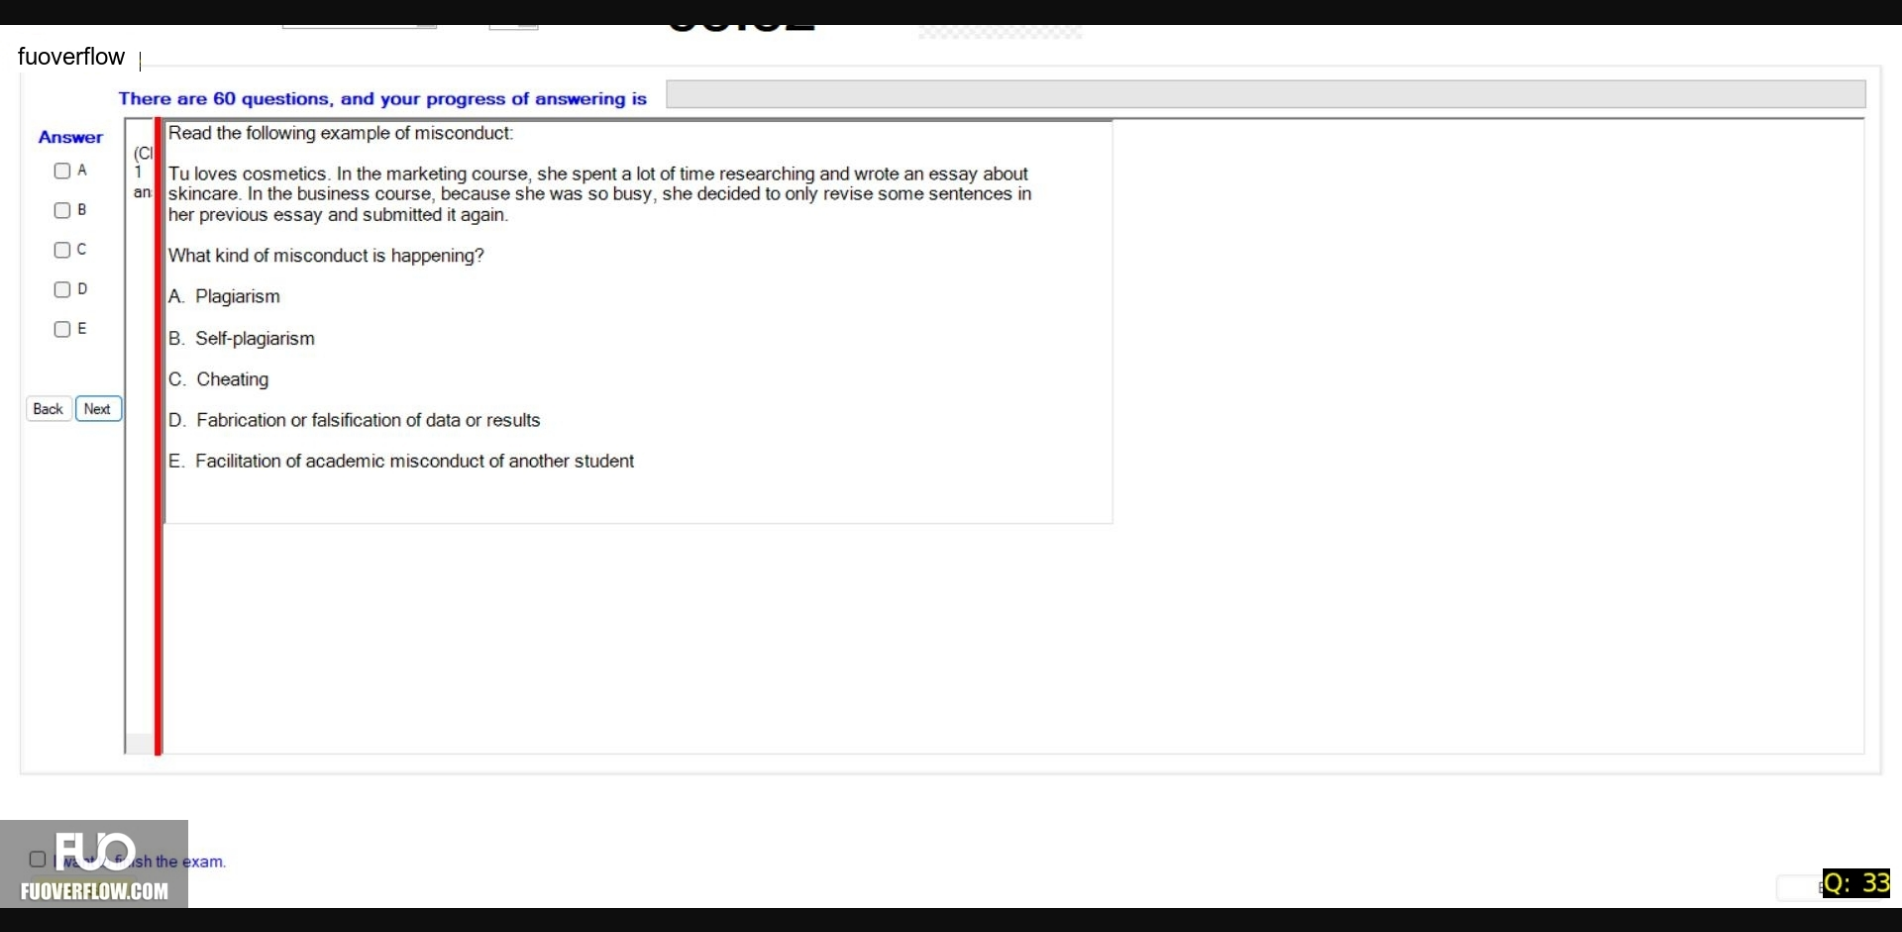 fuoverflow
There are 60 questions, and your progress of answering is
Answer
A
B
C
D
E
Back Next
(Cl
1
an
Read the following example of misconduct:
Tu loves cosmetics. In the marketing course, she spent a lot of time researching and wrote an essay about
skincare. In the business course, because she was so busy, she decided to only revise some sentences in
her previous essay and submitted it again.
What kind of misconduct is happening?
A. Plagiarism
B. Self-plagiarism
C. Cheating
D. Fabrication or falsification of data or results
E. Facilitation of academic misconduct of another student
the exam.
FUO
FUOVERFLOW.COM
Q: 33